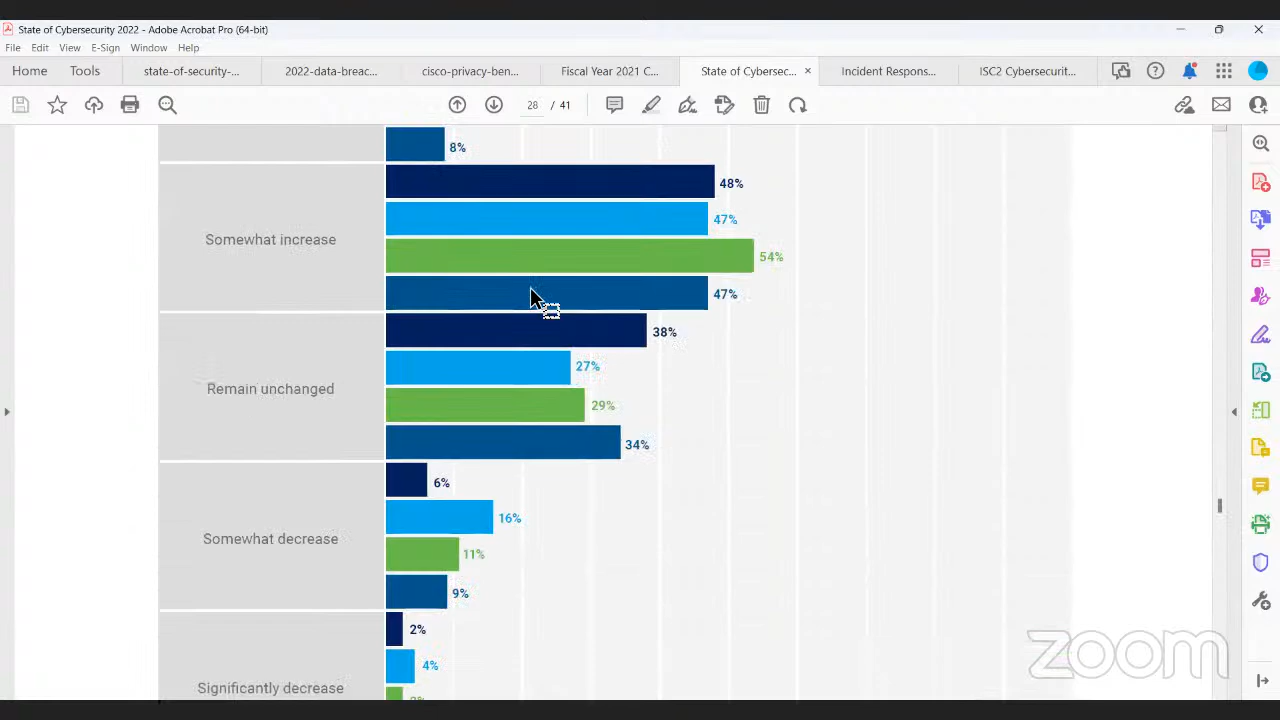 State of Cybersecurity 2022 - Adobe Acrobat Pro (64-bit)
File Edit View E-Sign Window Help
Home Tools state-of-security-... 2022-data-breac... cisco-privacy-ben... Fiscal Year 2021 C... State of Cybersec... × Incident Respons... ISC2 Cybersecurit...
28 / 41
8%
48%
47%
Somewhat increase
54%
47%
38%
27%
Remain unchanged
29%
34%
6%
16%
Somewhat decrease
11%
9%
2%
4%
Significantly decrease
zoom